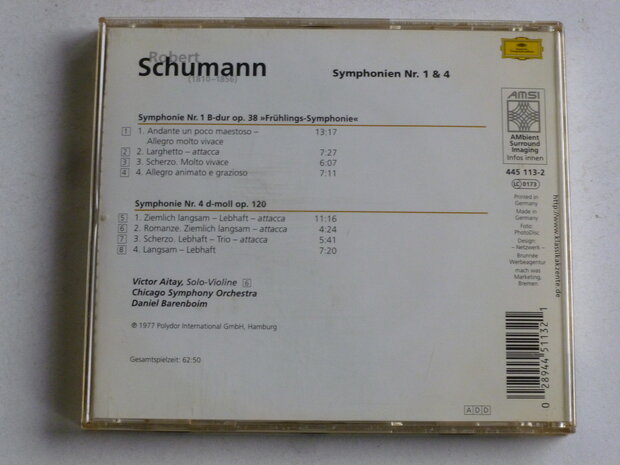 Robert
Schumann
(1810–1856)
Symphonien Nr. 1 & 4
Symphonie Nr. 1 B-dur op. 38 »Frühlings-Symphonie«
1 1. Andante un poco maestoso – 13:17
Allegro molto vivace
2 2. Larghetto – attacca 7:27
3 3. Scherzo. Molto vivace 6:07
4 4. Allegro animato e grazioso 7:11
Symphonie Nr. 4 d-moll op. 120
5 1. Ziemlich langsam – Lebhaft – attacca 11:16
6 2. Romanze. Ziemlich langsam – attacca 4:24
7 3. Scherzo. Lebhaft – Trio – attacca 5:41
8 4. Langsam – Lebhaft 7:20
Victor Aitay, Solo-Violine 6
Chicago Symphony Orchestra
Daniel Barenboim
℗ 1977 Polydor International GmbH, Hamburg
Gesamtspielzeit: 62:50
AMSI
AMbient
Surround
Imaging
Infos innen
445 113-2
LC 0173
Printed in
Germany
Made in
Germany
Foto:
PhotoDisc
Design:
– Netzwerk –
Brunnée
Werbeagentur
mach was
Marketing,
Bremen
http://www.klassikakzente.de
0 28944 51132 1
ADD